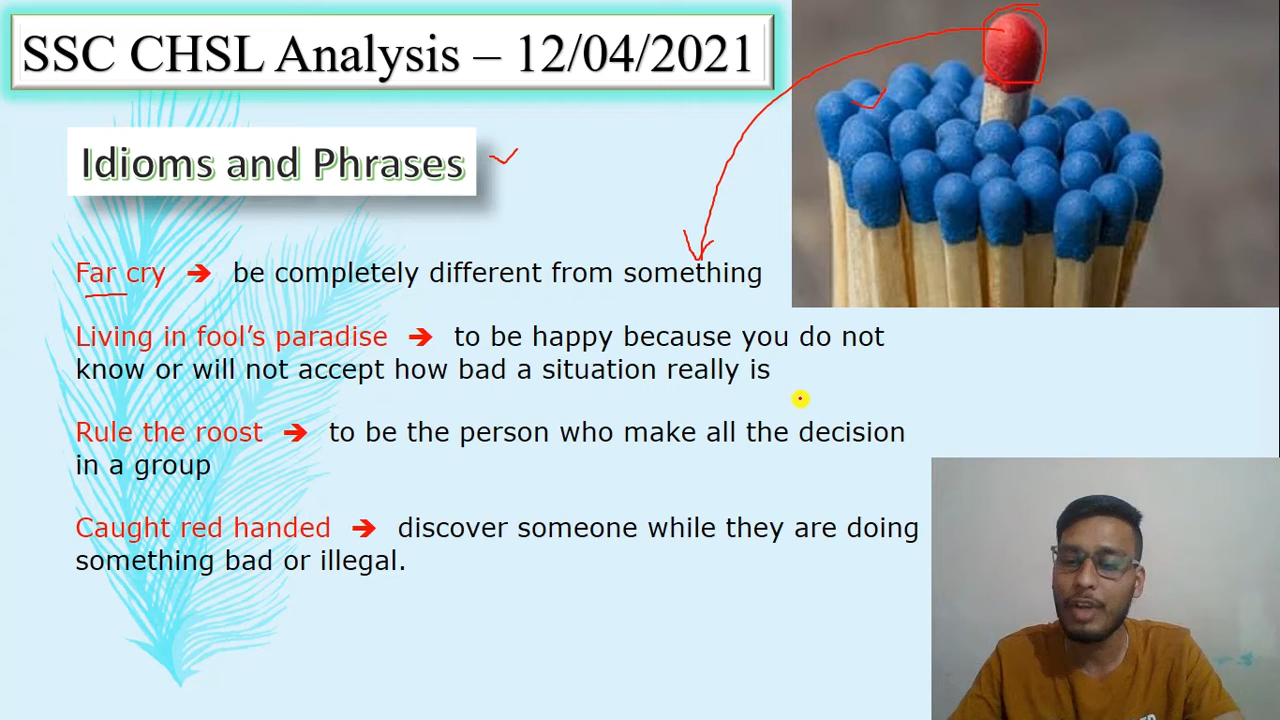 SSC CHSL Analysis – 12/04/2021
Idioms and Phrases
Far cry ➔ be completely different from something
Living in fool's paradise ➔ to be happy because you do not
know or will not accept how bad a situation really is
Rule the roost ➔ to be the person who make all the decision
in a group
Caught red handed ➔ discover someone while they are doing
something bad or illegal.